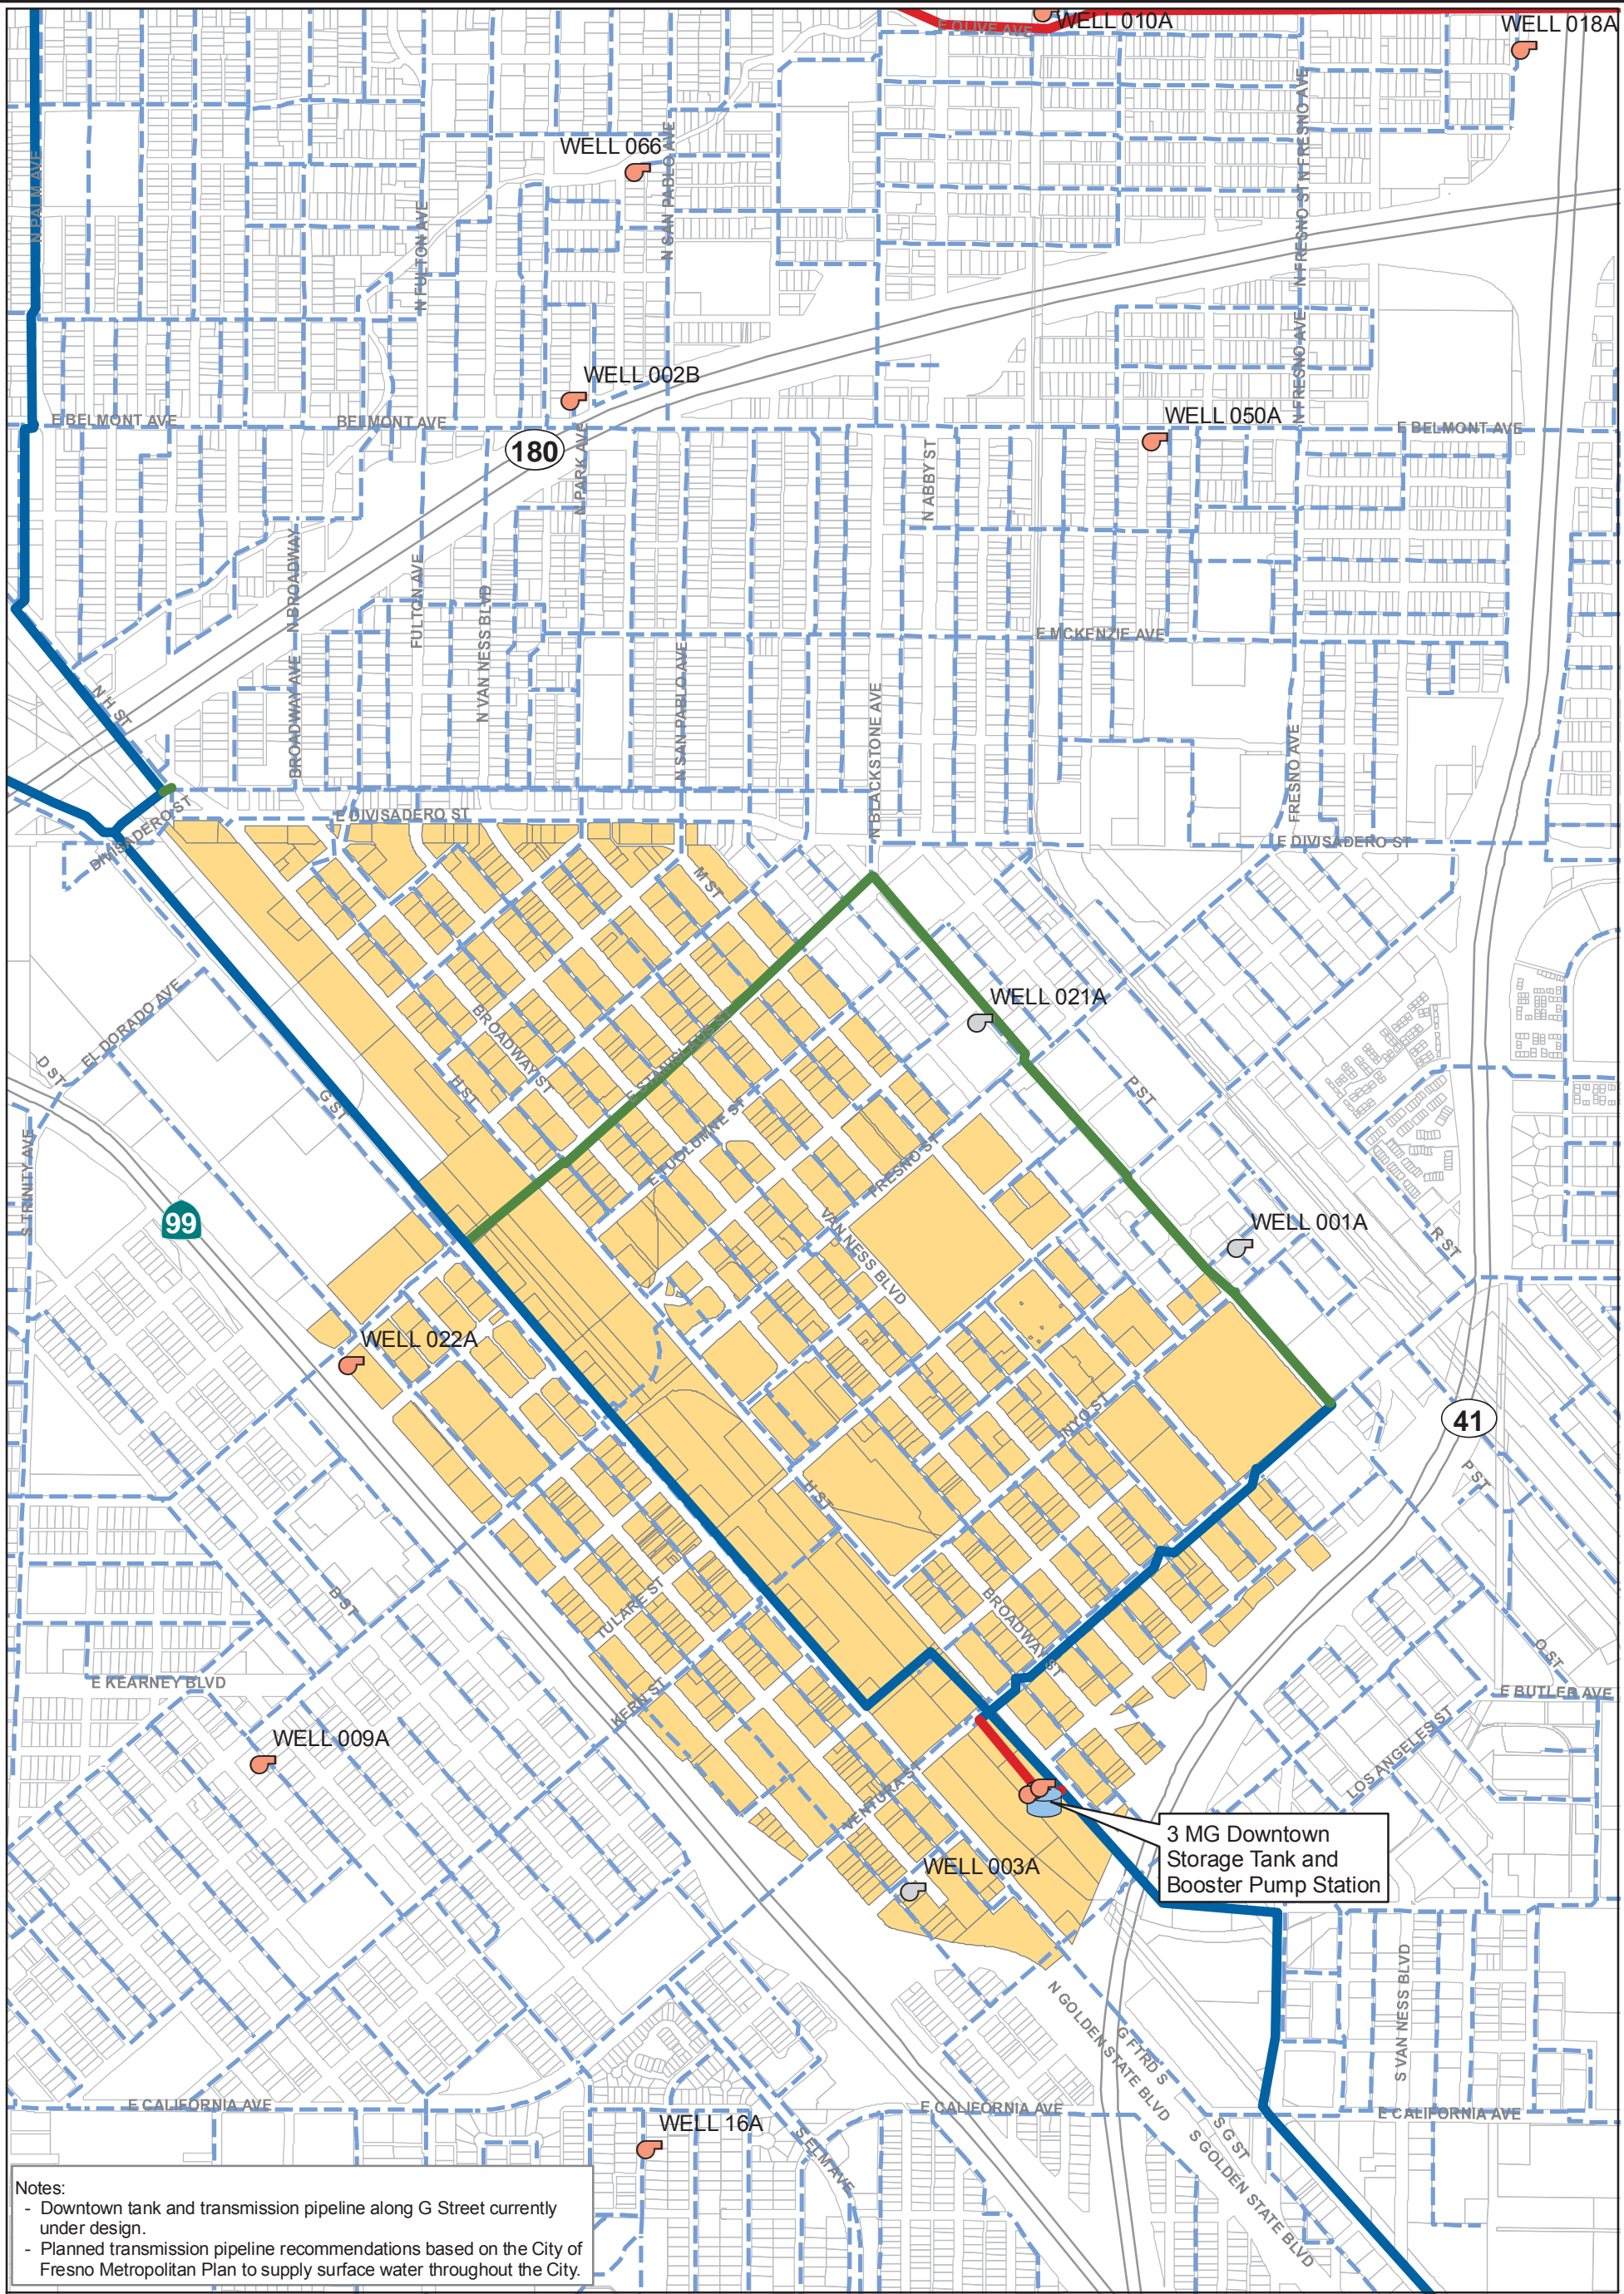 WELL 010A
WELL 018A
E OLIVE AVE
WELL 066
N PALM AVE
N FULTON AVE
N SAN PABLO AVE
N FRESNO AVE
N FRESNO ST
N FRESNO AVE
WELL 002B
WELL 050A
E BELMONT AVE
BELMONT AVE
E BELMONT AVE
180
N PARK AVE
N ABBY ST
N BROADWAY
FULTON AVE
N VAN NESS BLVD
E MCKENZIE AVE
N H ST
BROADWAY AVE
N SAN PABLO AVE
N BLACKSTONE AVE
FRESNO AVE
DIVISADERO ST
E DIVISADERO ST
E DIVISADERO ST
M ST
WELL 021A
EL DORADO AVE
D ST
G ST
H ST
BROADWAY ST
E STANISLAUS ST
E TUOLUMNE ST
P ST
FRESNO ST
S TRINITY AVE
99
VAN NESS BLVD
WELL 001A
R ST
WELL 022A
INYO ST
41
H ST
P ST
B ST
TULARE ST
BROADWAY ST
O ST
E KEARNEY BLVD
KERN ST
E BUTLER AVE
WELL 009A
LOS ANGELES ST
VENTURA ST
3 MG Downtown
Storage Tank and
Booster Pump Station
WELL 003A
N GOLDEN STATE BLVD
G FTRD S
S VAN NESS BLVD
E CALIFORNIA AVE
E CALIFORNIA AVE
E CALIFORNIA AVE
WELL 16A
S ELM AVE
S G ST
S GOLDEN STATE BLVD
Notes:
- Downtown tank and transmission pipeline along G Street currently
under design.
- Planned transmission pipeline recommendations based on the City of
Fresno Metropolitan Plan to supply surface water throughout the City.